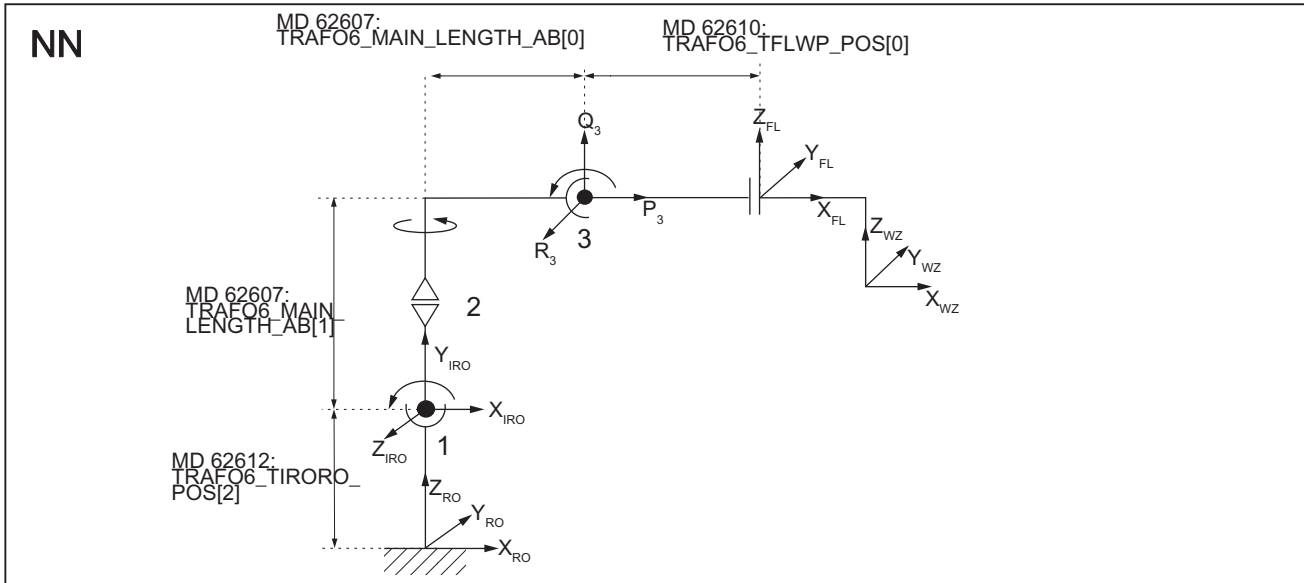 NN
MD 62607:
TRAFO6_MAIN_LENGTH_AB[0]
MD 62610:
TRAFO6_TFLWP_POS[0]
Q3
ZFL
YFL
P3
XFL
R3
3
ZWZ
YWZ
XWZ
MD 62607:
TRAFO6_MAIN_
LENGTH_AB[1]
2
YIRO
XIRO
ZIRO
1
MD 62612:
TRAFO6_TIRORO_
POS[2]
ZRO
YRO
XRO